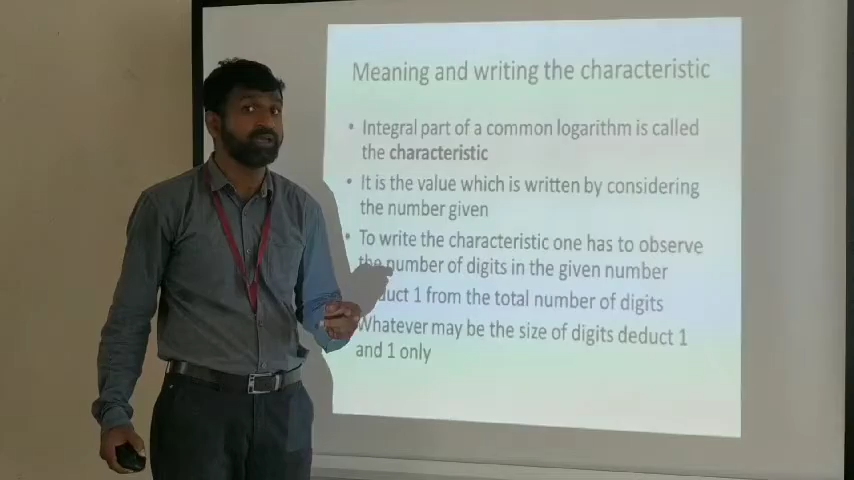 Meaning and writing the characteristic
• Integral part of a common logarithm is called
the characteristic
• It is the value which is written by considering
the number given
• To write the characteristic one has to observe
the number of digits in the given number
1 from the total number of digits
Whatever may be the size of digits deduct 1
and 1 only